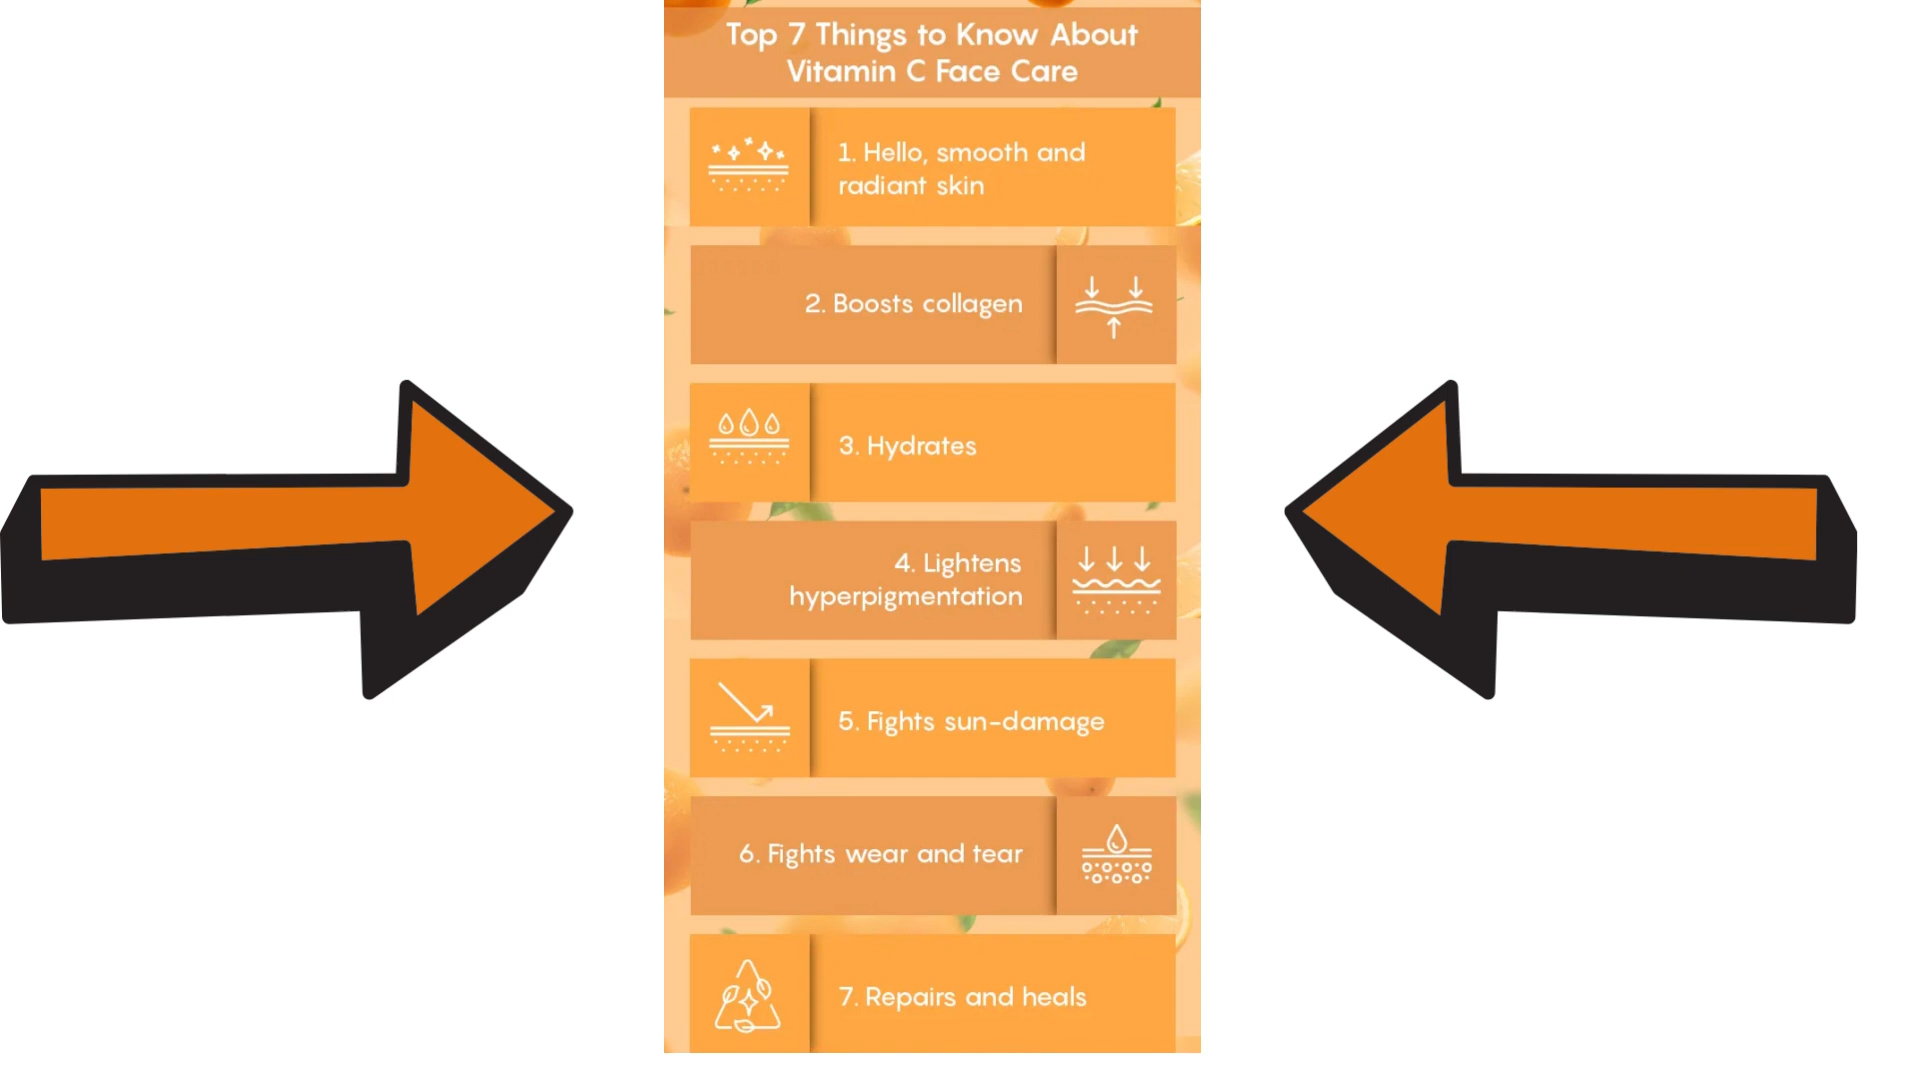 Top 7 Things to Know About
Vitamin C Face Care
1. Hello, smooth and
radiant skin
2. Boosts collagen
3. Hydrates
4. Lightens
hyperpigmentation
5. Fights sun-damage
6. Fights wear and tear
7. Repairs and heals